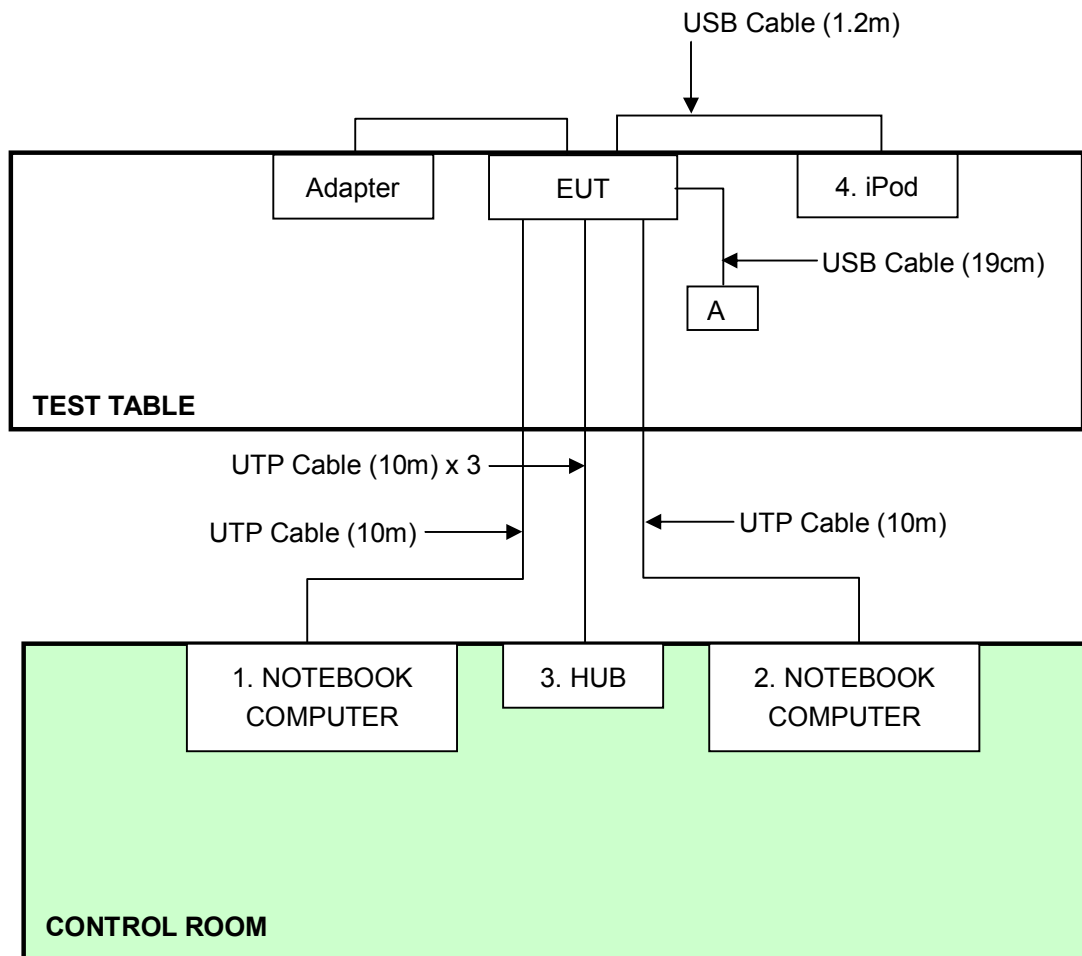 USB Cable (1.2m)
Adapter
EUT
4. iPod
USB Cable (19cm)
A
TEST TABLE
UTP Cable (10m) x 3
UTP Cable (10m)
UTP Cable (10m)
1. NOTEBOOK
COMPUTER
3. HUB
2. NOTEBOOK
COMPUTER
CONTROL ROOM